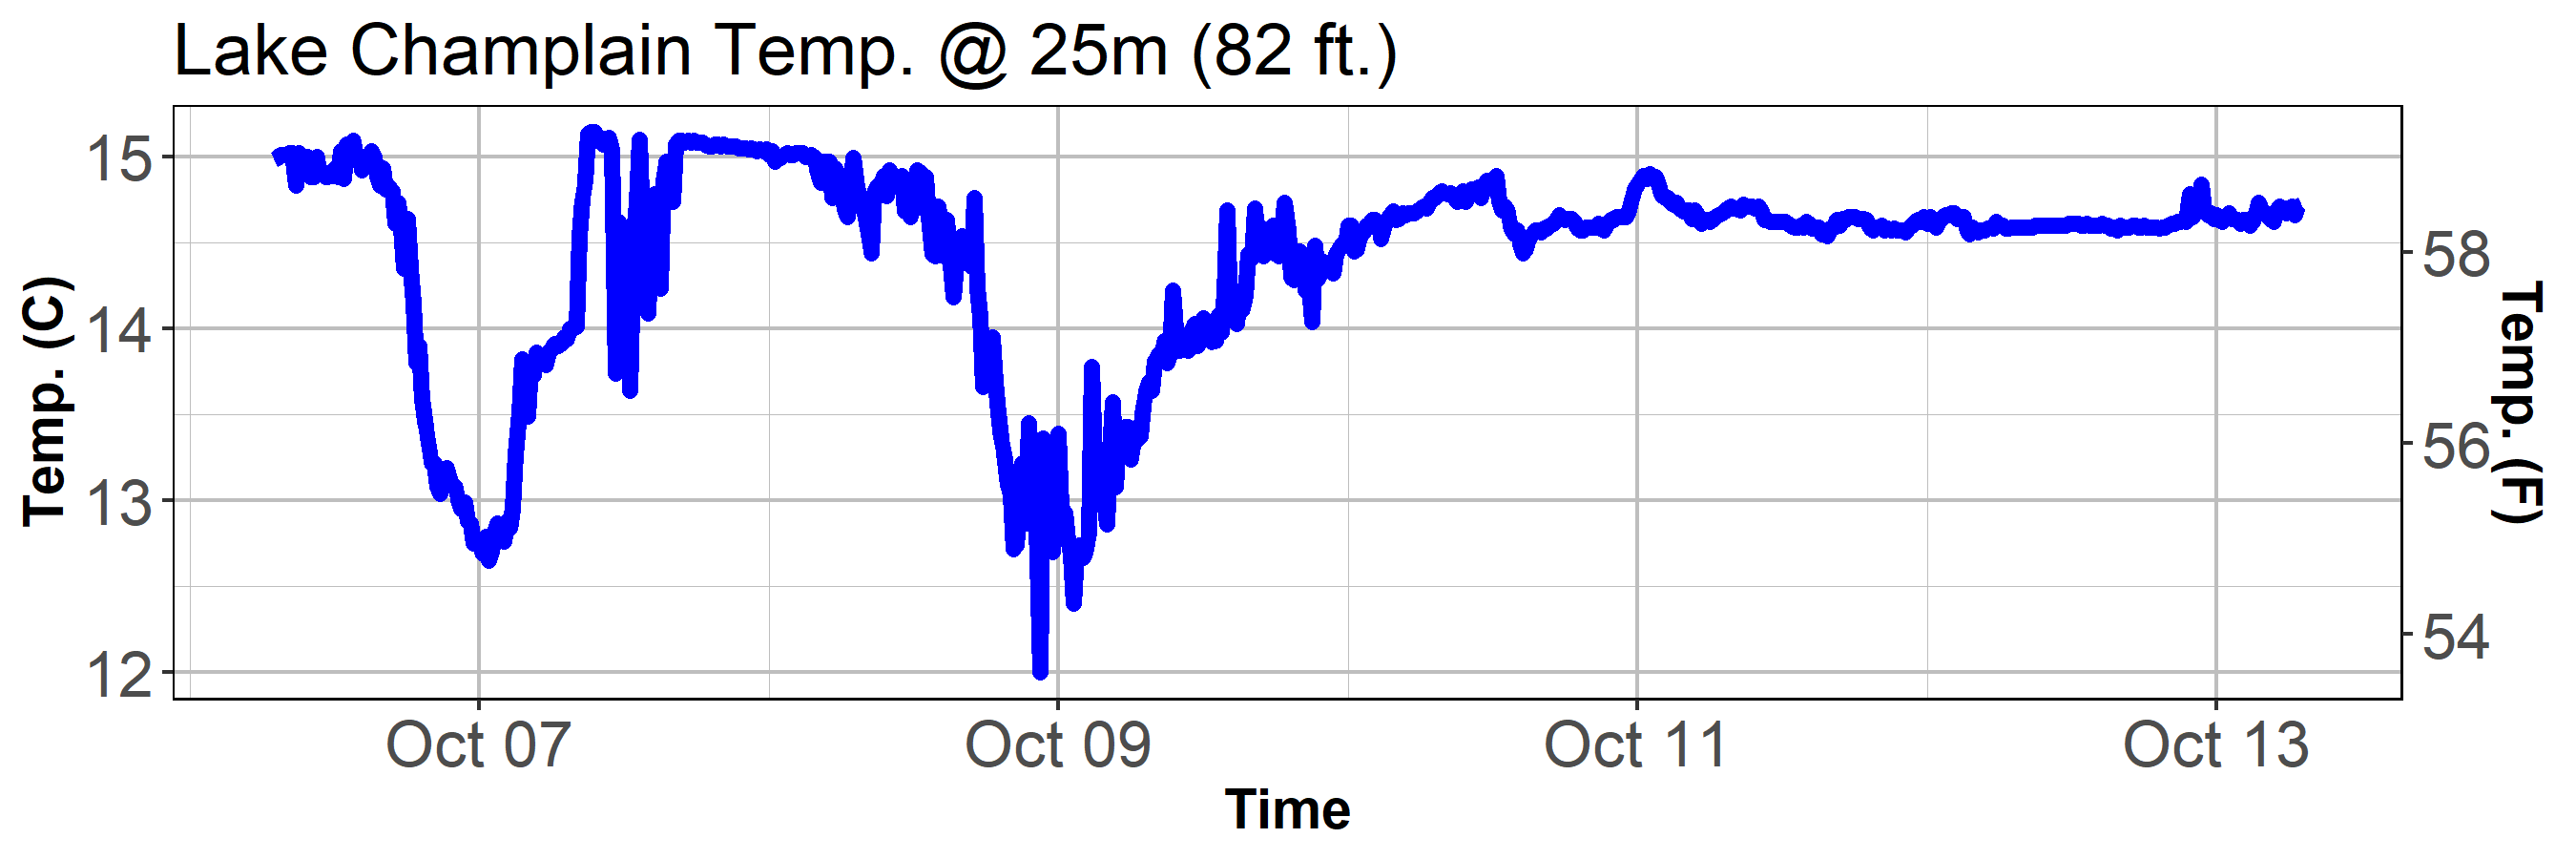 Lake Champlain Temp. @ 25m (82 ft.)
Temp. (C)
15
14
13
12
58
56
54
Temp. (F)
Oct 07 Oct 09 Oct 11 Oct 13
Time